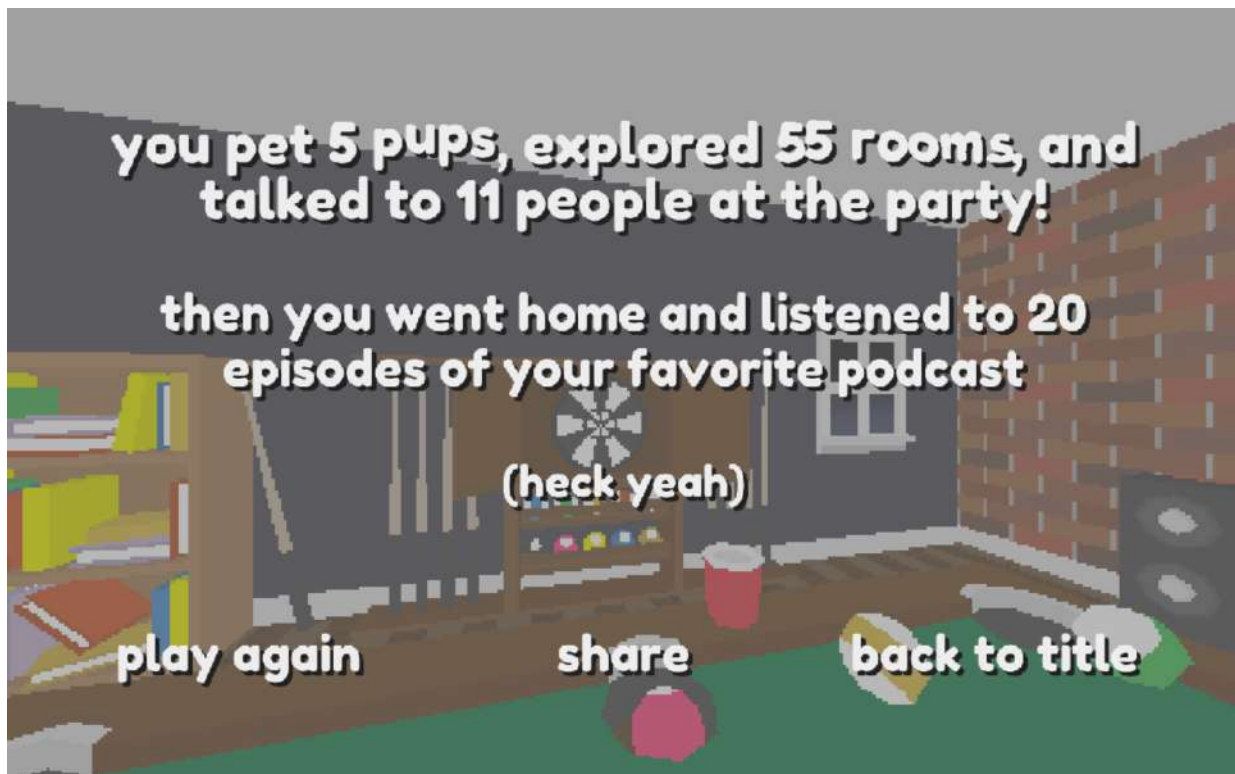 you pet 5 pups, explored 55 rooms, and
talked to 11 people at the party!
then you went home and listened to 20
episodes of your favorite podcast
(heck yeah)
play again
share
back to title